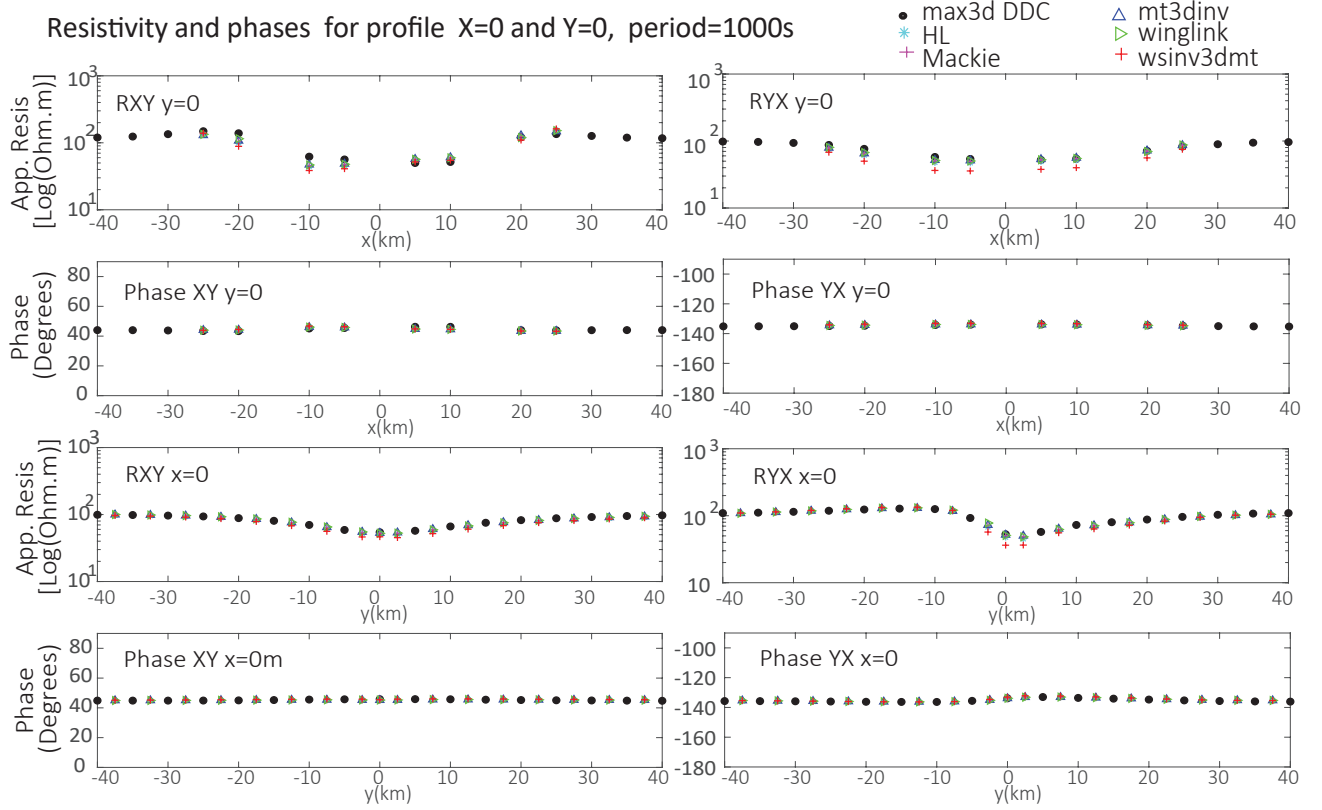 Resistivity and phases for profile X=0 and Y=0, period=1000s
max3d DDC
HL
Mackie
mt3dinv
winglink
wsinv3dmt
App. Resis
[Log(Ohm.m)]
10³
10²
10¹
RXY y=0
-40 -30 -20 -10 0 10 20 30 40
x(km)
10³
10²
10¹
RYX y=0
-40 -30 -20 -10 0 10 20 30 40
x(km)
Phase
(Degrees)
80
60
40
20
0
Phase XY y=0
-40 -30 -20 -10 0 10 20 30 40
x(km)
-100
-120
-140
-160
-180
Phase YX y=0
-40 -30 -20 -10 0 10 20 30 40
x(km)
App. Resis
[Log(Ohm.m)]
10³
10²
10¹
RXY x=0
-40 -30 -20 -10 0 10 20 30 40
y(km)
10³
10²
10
RYX x=0
-40 -30 -20 -10 0 10 20 30 40
y(km)
Phase
(Degrees)
80
60
40
20
0
Phase XY x=0m
-40 -30 -20 -10 0 10 20 30 40
y(km)
-100
-120
-140
-160
-180
Phase YX x=0
-40 -30 -20 -10 0 10 20 30 40
y(km)